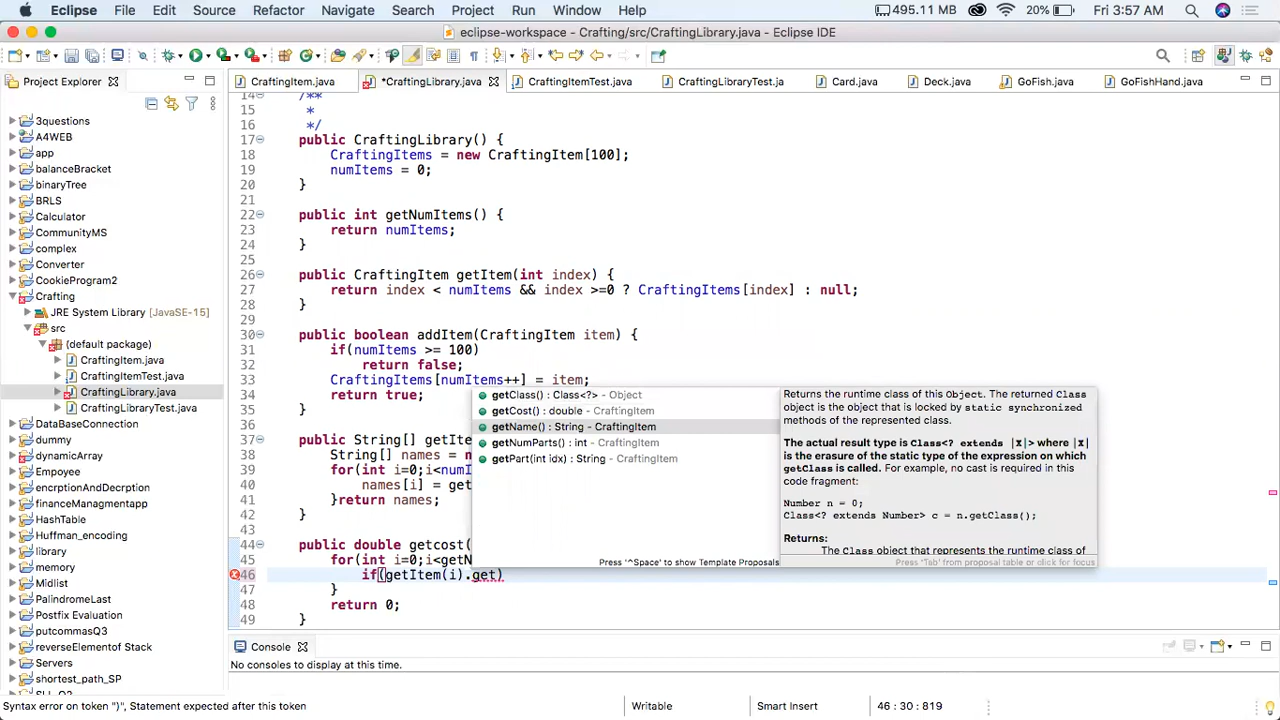 Eclipse File Edit Source Refactor Navigate Search Project Run Window Help 495.11 MB 20% Fri 3:57 AM
eclipse-workspace - Crafting/src/CraftingLibrary.java - Eclipse IDE
Project Explorer
CraftingItem.java *CraftingLibrary.java CraftingItemTest.java CraftingLibraryTest.ja Card.java Deck.java GoFish.java GoFishHand.java
3questions
A4WEB
app
balanceBracket
binaryTree
BRLS
Calculator
CommunityMS
complex
Converter
CookieProgram2
Crafting
JRE System Library [JavaSE-15]
src
(default package)
CraftingItem.java
CraftingItemTest.java
CraftingLibrary.java
CraftingLibraryTest.java
DataBaseConnection
dummy
dynamicArray
Empoyee
encrptionAndDecryption
financeManagmentapp
HashTable
Huffman_encoding
library
memory
Midlist
Paragraph
Postfix Evaluation
putcommasQ3
reverseElementof Stack
Servers
shortest_path_SP
14 /**
15 *
16 */
17 public CraftingLibrary() {
18 CraftingItems = new CraftingItem[100];
19 numItems = 0;
20 }
21
22 public int getNumItems() {
23 return numItems;
24 }
25
26 public CraftingItem getItem(int index) {
27 return index < numItems && index >=0 ? CraftingItems[index] : null;
28 }
29
30 public boolean addItem(CraftingItem item) {
31 if(numItems >= 100)
32 return false;
33 CraftingItems[numItems++] = item;
34 return true;
35 }
36
37 public String[] getIte
38 String[] names =
39 for(int i=0;i<numI
40 names[i] = get
41 }return names;
42 }
43
44 public double getcost(
45 for(int i=0;i<getN
46 if(getItem(i).get)
47 }
48 return 0;
49 }
getClass() : Class<?> - Object
getCost() : double - CraftingItem
getName() : String - CraftingItem
getNumParts() : int - CraftingItem
getPart(int idx) : String - CraftingItem
Press '^Space' to show Template Proposals
Returns the runtime class of this Object. The returned Class
object is the object that is locked by static synchronized
methods of the represented class.
The actual result type is Class<? extends |X|> where |X|
is the erasure of the static type of the expression on which
getClass is called. For example, no cast is required in this
code fragment:
Number n = 0;
Class<? extends Number> c = n.getClass();
Returns:
The Class object that represents the runtime class of
Press 'Tab' from proposal table or click for focus
Console
No consoles to display at this time.
Syntax error on token ")", Statement expected after this token Writable Smart Insert 46 : 30 : 819